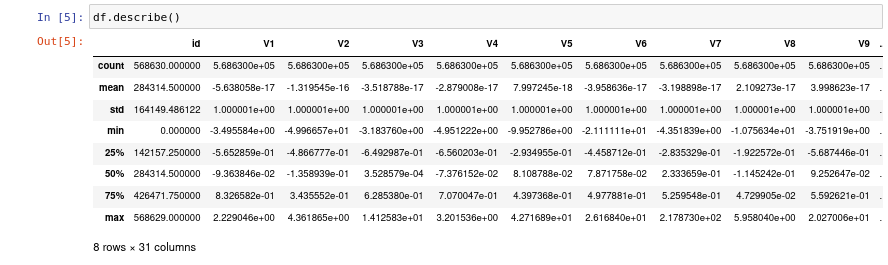 In [5]: df.describe()
Out[5]:
id V1 V2 V3 V4 V5 V6 V7 V8 V9 .
count 568630.000000 5.686300e+05 5.686300e+05 5.686300e+05 5.686300e+05 5.686300e+05 5.686300e+05 5.686300e+05 5.686300e+05 5.686300e+05 .
mean 284314.500000 -5.638058e-17 -1.319545e-16 -3.518788e-17 -2.879008e-17 7.997245e-18 -3.958636e-17 -3.198898e-17 2.109273e-17 3.998623e-17 .
std 164149.486122 1.000001e+00 1.000001e+00 1.000001e+00 1.000001e+00 1.000001e+00 1.000001e+00 1.000001e+00 1.000001e+00 1.000001e+00 .
min 0.000000 -3.495584e+00 -4.996657e+01 -3.183760e+00 -4.951222e+00 -9.952786e+00 -2.111111e+01 -4.351839e+00 -1.075634e+01 -3.751919e+00 .
25% 142157.250000 -5.652859e-01 -4.866777e-01 -6.492987e-01 -6.560203e-01 -2.934955e-01 -4.458712e-01 -2.835329e-01 -1.922572e-01 -5.687446e-01 .
50% 284314.500000 -9.363846e-02 -1.358939e-01 3.528579e-04 -7.376152e-02 8.108788e-02 7.871758e-02 2.333659e-01 -1.145242e-01 9.252647e-02 .
75% 426471.750000 8.326582e-01 3.435552e-01 6.285380e-01 7.070047e-01 4.397368e-01 4.977881e-01 5.259548e-01 4.729905e-02 5.592621e-01 .
max 568629.000000 2.229046e+00 4.361865e+00 1.412583e+01 3.201536e+00 4.271689e+01 2.616840e+01 2.178730e+02 5.958040e+00 2.027006e+01 .
8 rows × 31 columns